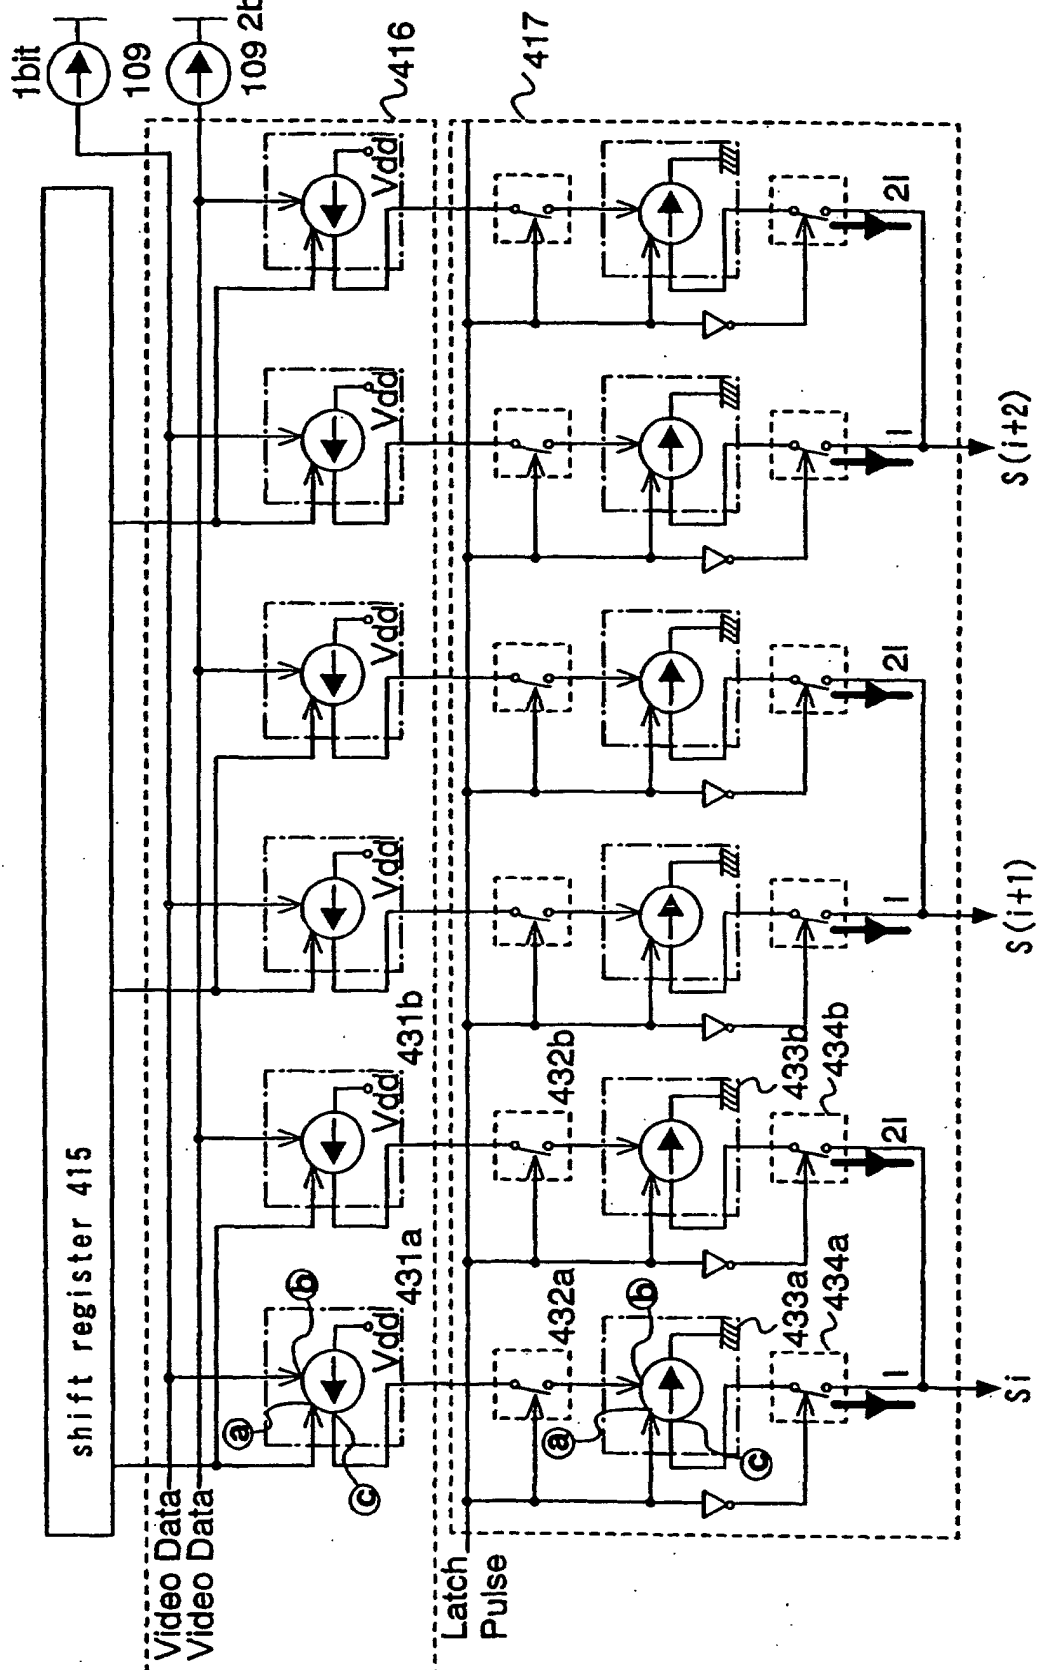 1bit
109
109 2b
shift register 415
Video Data
Video Data
416
Vdd
Vdd
Vdd
Vdd
Vdd
Vdd
a
b
c
431a
431b
417
Latch
Pulse
432a
432b
a
b
c
433a
433b
434a
434b
I
2I
I
2I
I
2I
Si
S(i+1)
S(i+2)